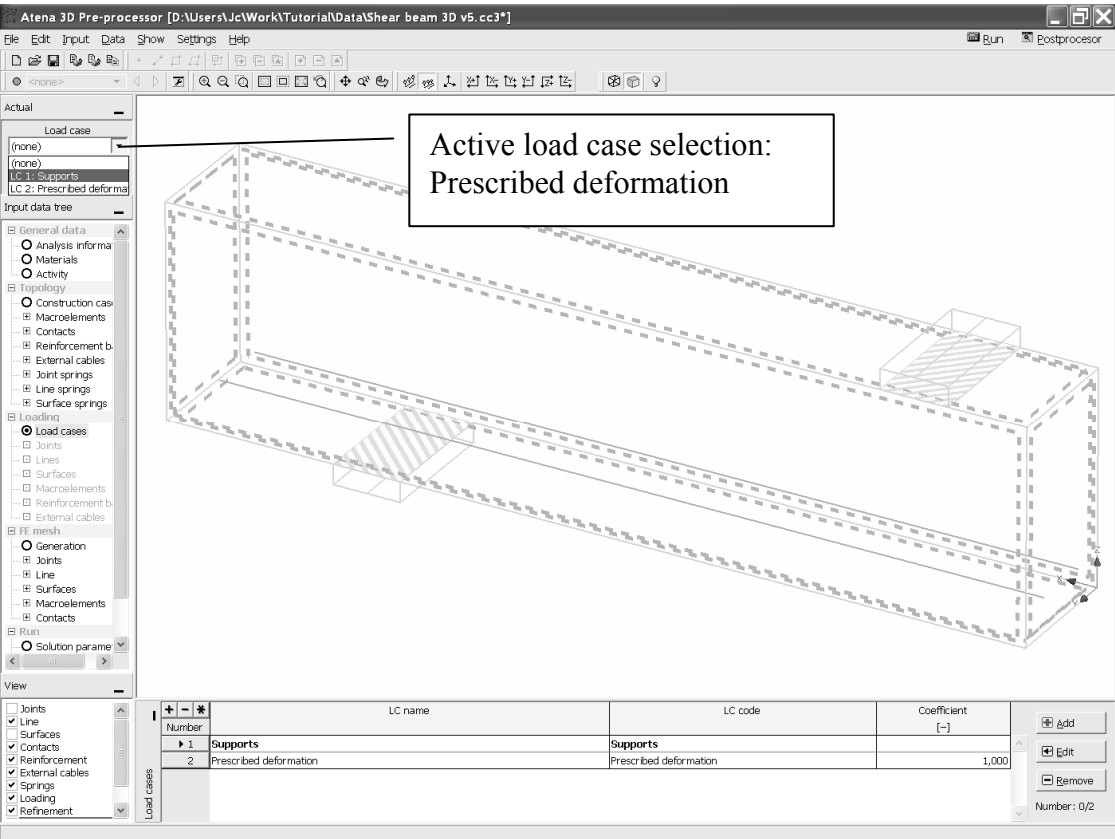 Atena 3D Pre-processor [D:\Users\Jc\Work\Tutorial\Data\Shear beam 3D v5.cc3*]
File Edit Input Data Show Settings Help Run Postprocesor
<none>
Actual
Load case
(none)
(none)
LC 1: Supports
LC 2: Prescribed deforma
Active load case selection:
Prescribed deformation
Input data tree
General data
Analysis informa
Materials
Activity
Topology
Construction case
Macroelements
Contacts
Reinforcement b
External cables
Joint springs
Line springs
Surface springs
Loading
Load cases
Joints
Lines
Surfaces
Macroelements
Reinforcement b
External cables
FE mesh
Generation
Joints
Line
Surfaces
Macroelements
Contacts
Run
Solution parame
Z
X
Y
View
Joints
Line
Surfaces
Contacts
Reinforcement
External cables
Springs
Loading
Refinement
Load cases
Number LC name LC code Coefficient
[-]
1 Supports Supports
2 Prescribed deformation Prescribed deformation 1,000
Add
Edit
Remove
Number: 0/2